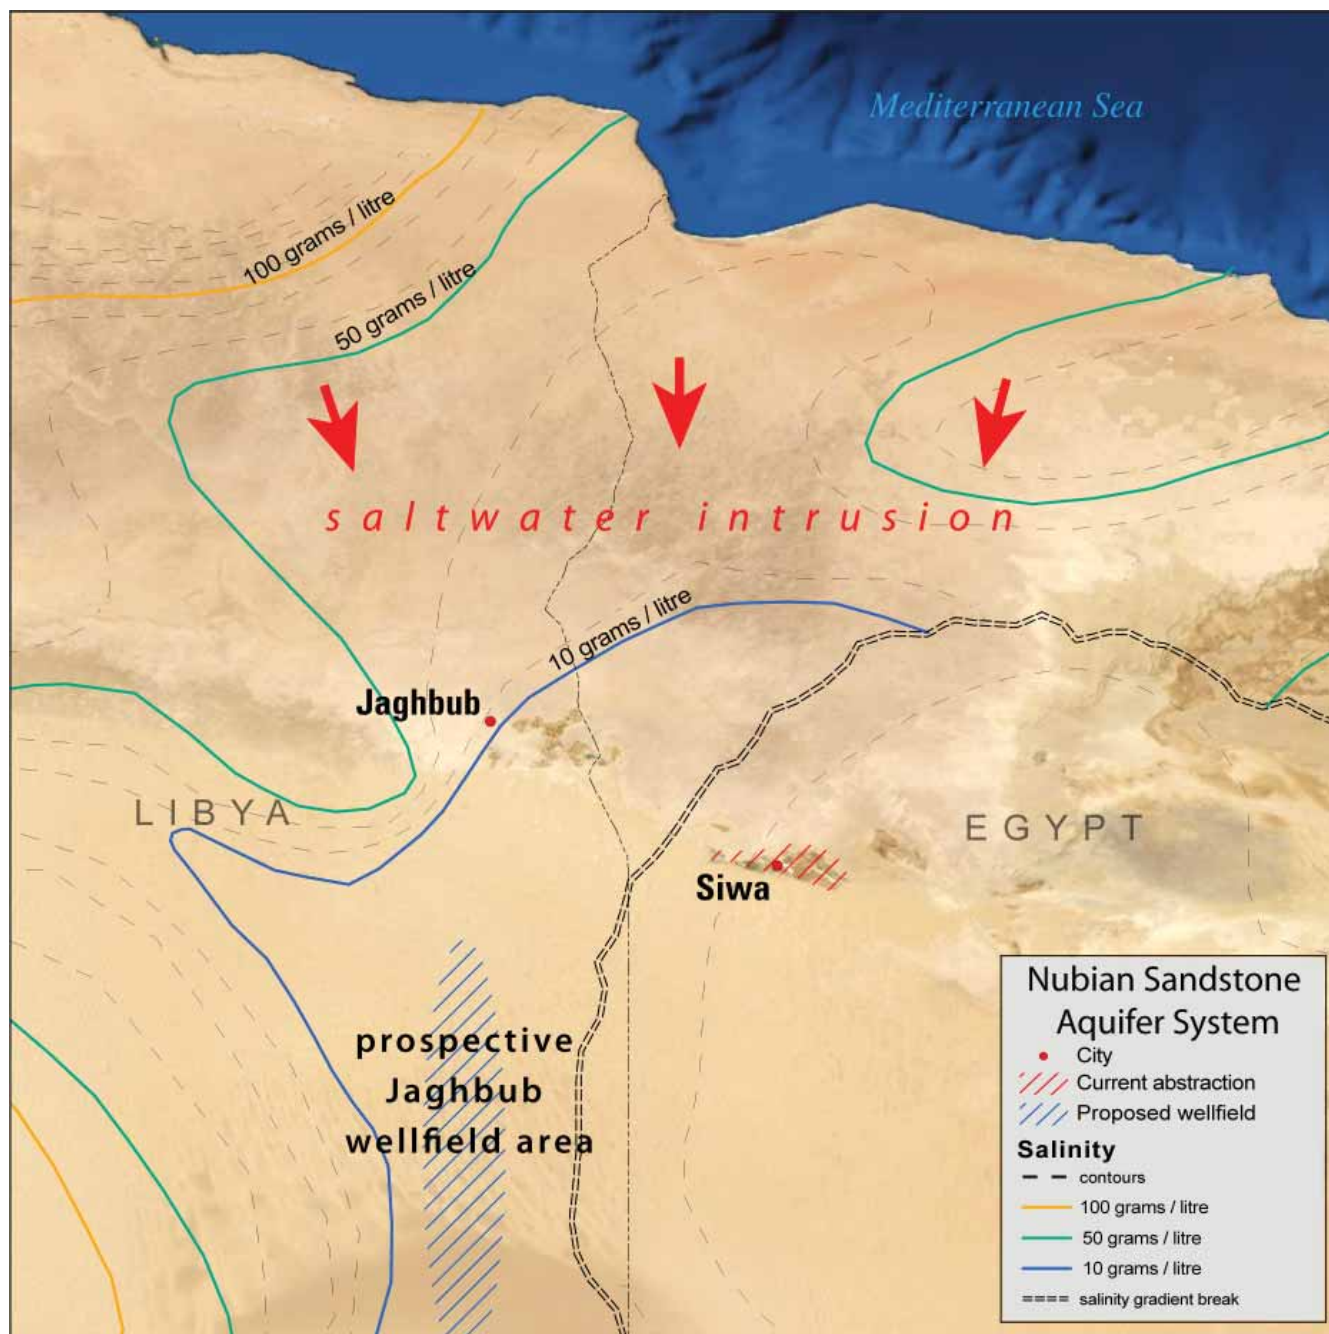 Mediterranean Sea
100 grams / litre
50 grams / litre
saltwater intrusion
10 grams / litre
Jaghbub
LIBYA
EGYPT
Siwa
prospective
Jaghbub
wellfield area
Nubian Sandstone
Aquifer System
City
Current abstraction
Proposed wellfield
Salinity
contours
100 grams / litre
50 grams / litre
10 grams / litre
salinity gradient break